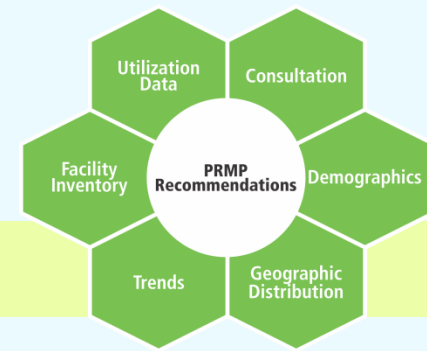 Utilization
Data
Consultation
Facility
Inventory
PRMP
Recommendations
Demographics
Trends
Geographic
Distribution